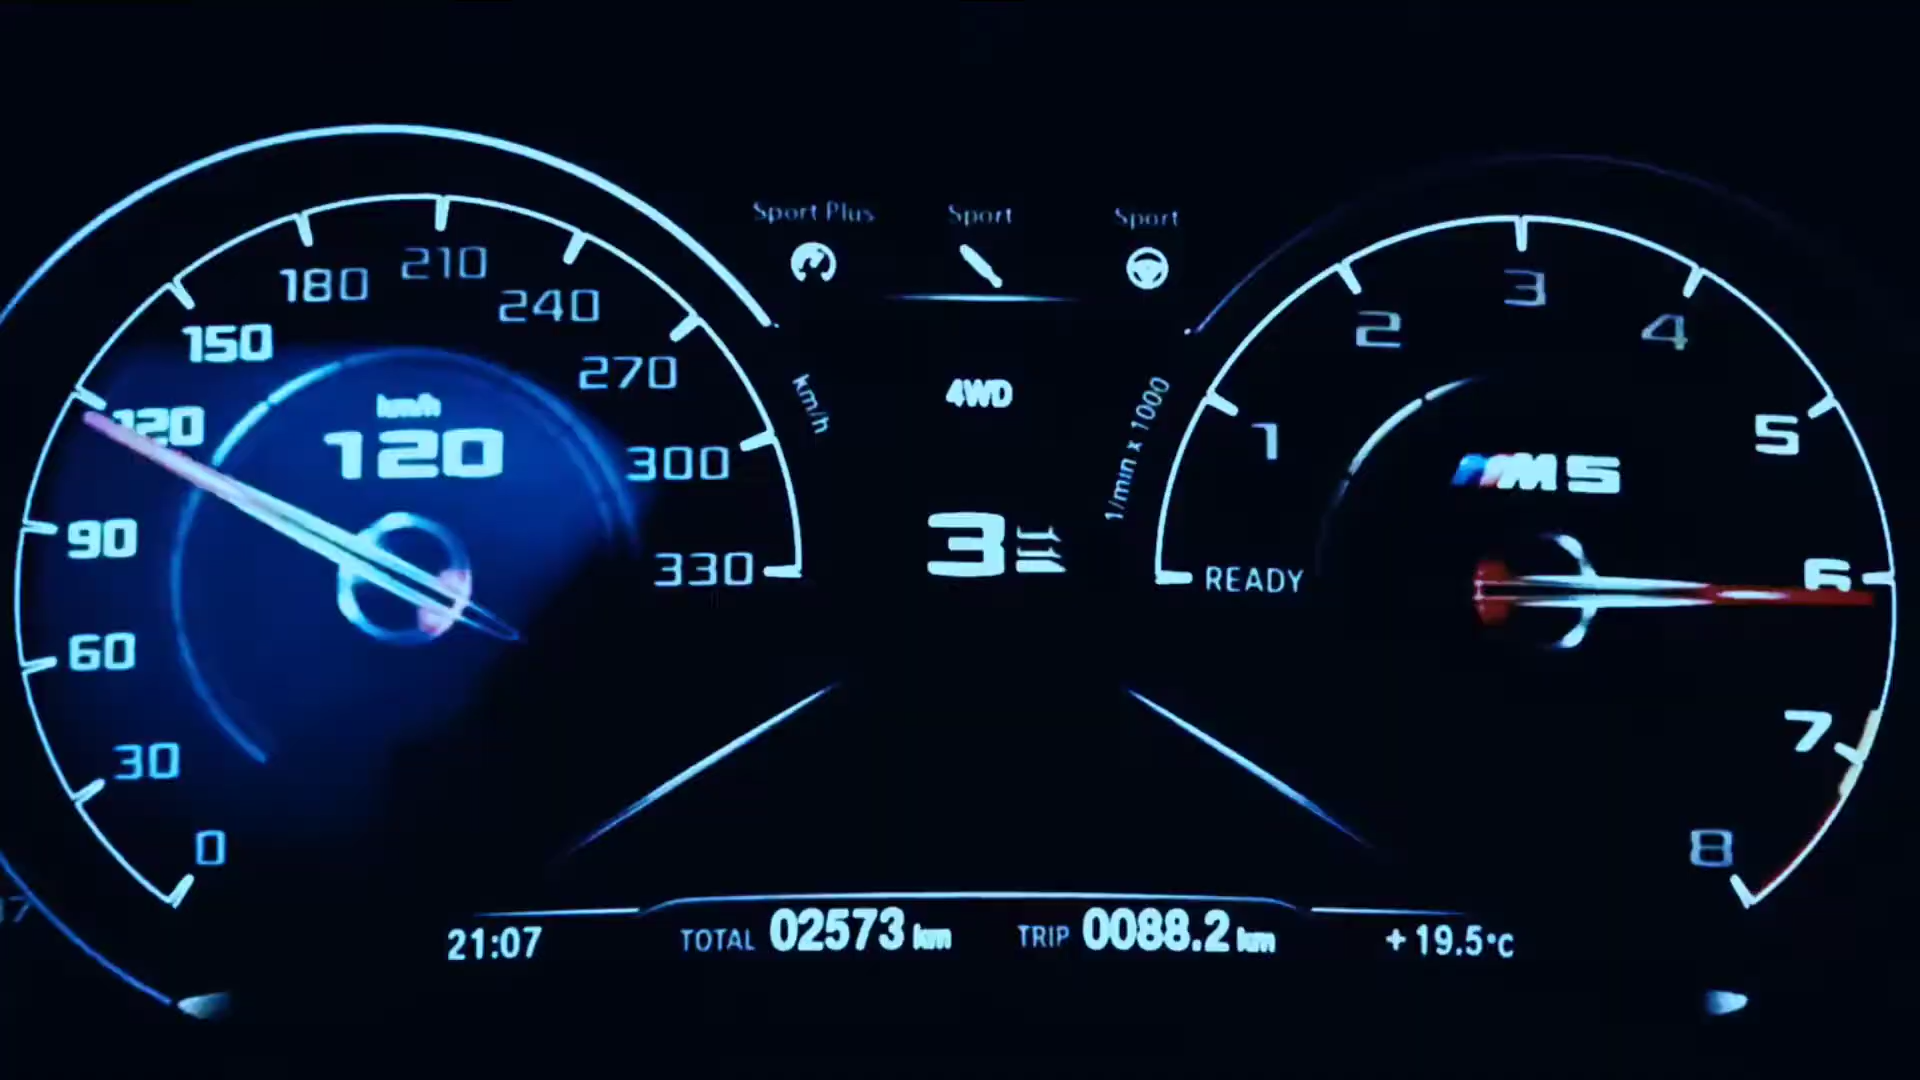 Sport Plus
Sport
Sport
180
210
240
150
270
120
300
90
330
60
30
0
km/h
120
km/h
4WD
3
1/min x 1000
READY
1
2
3
4
5
6
7
8
M5
21:07
TOTAL 02573 km
TRIP 0088.2 km
+19.5°C